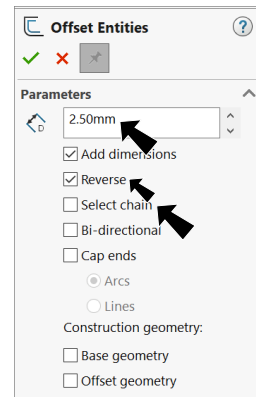 Offset Entities
?
Parameters
D
2.50mm
Add dimensions
Reverse
Select chain
Bi-directional
Cap ends
Arcs
Lines
Construction geometry:
Base geometry
Offset geometry